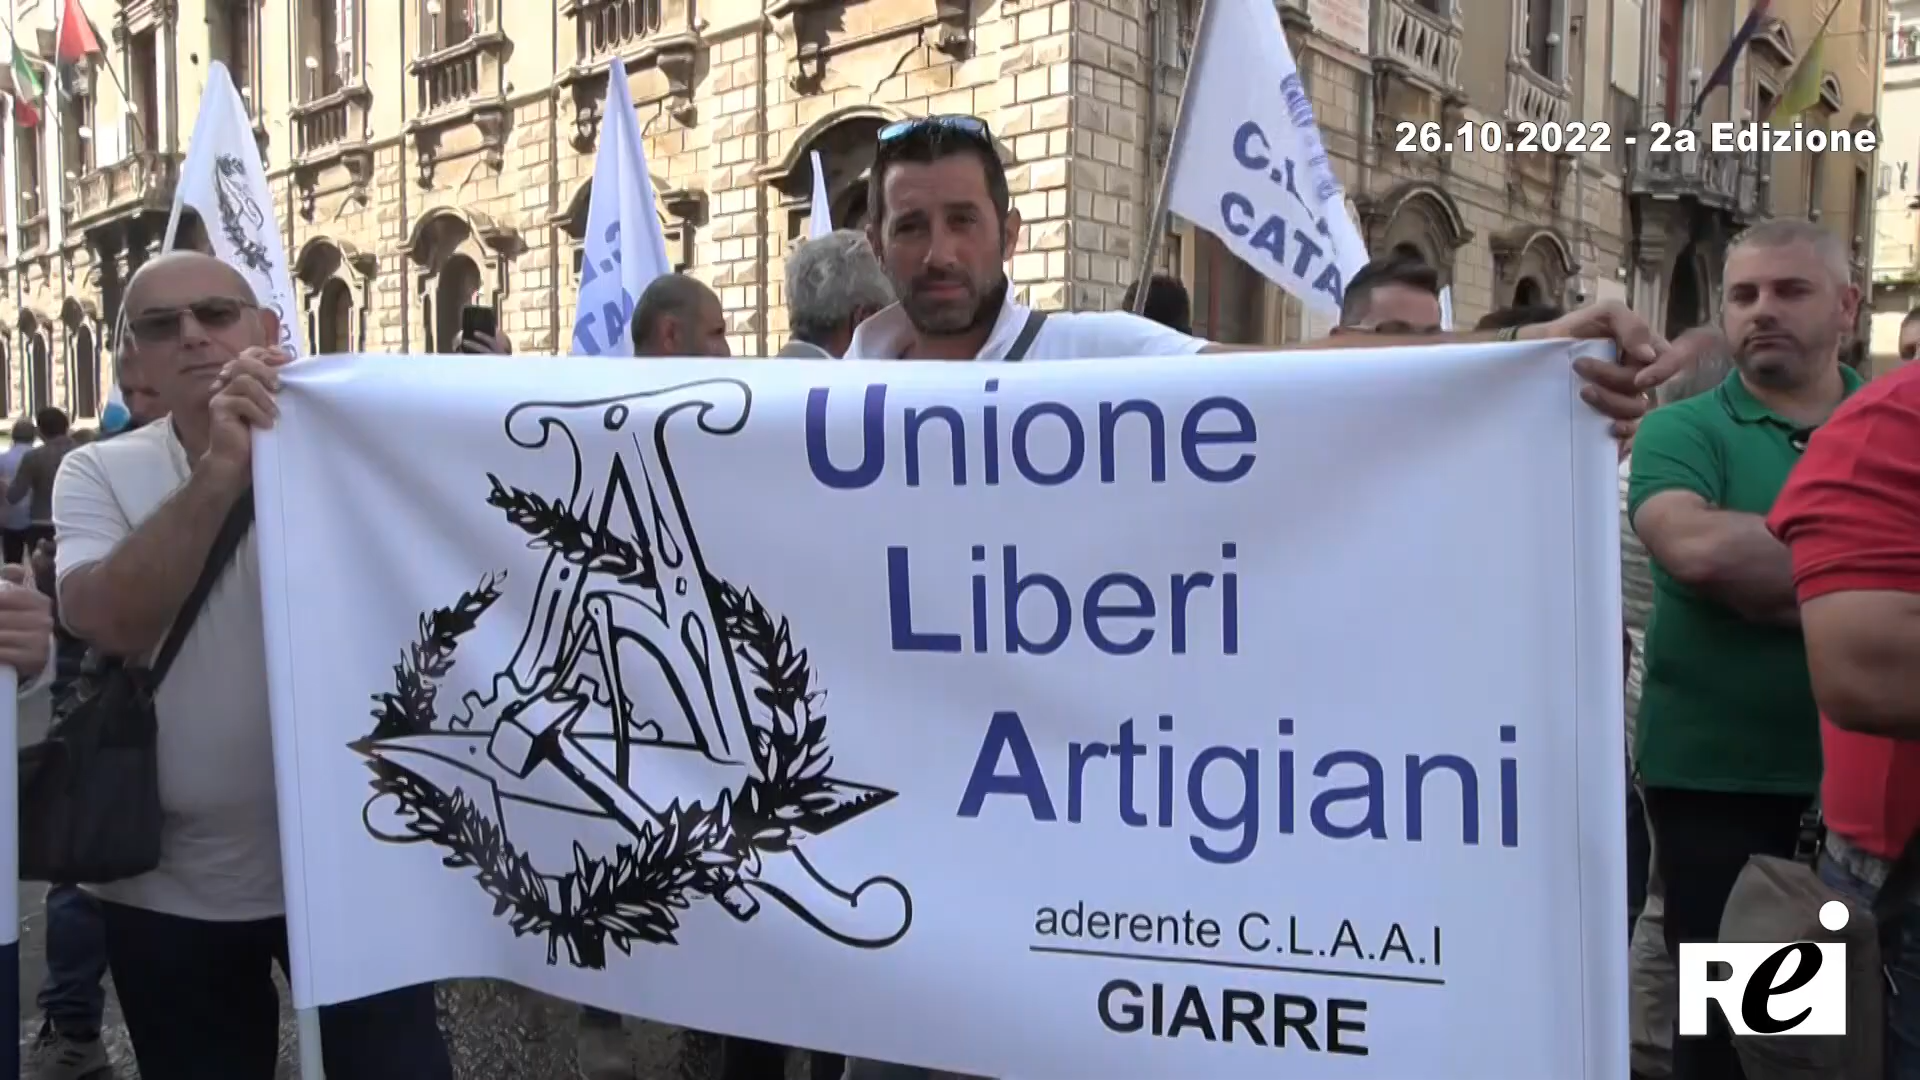 26.10.2022 - 2a Edizione
CATA
Unione
Liberi
Artigiani
aderente C.L.A.A.I
GIARRE
Rei